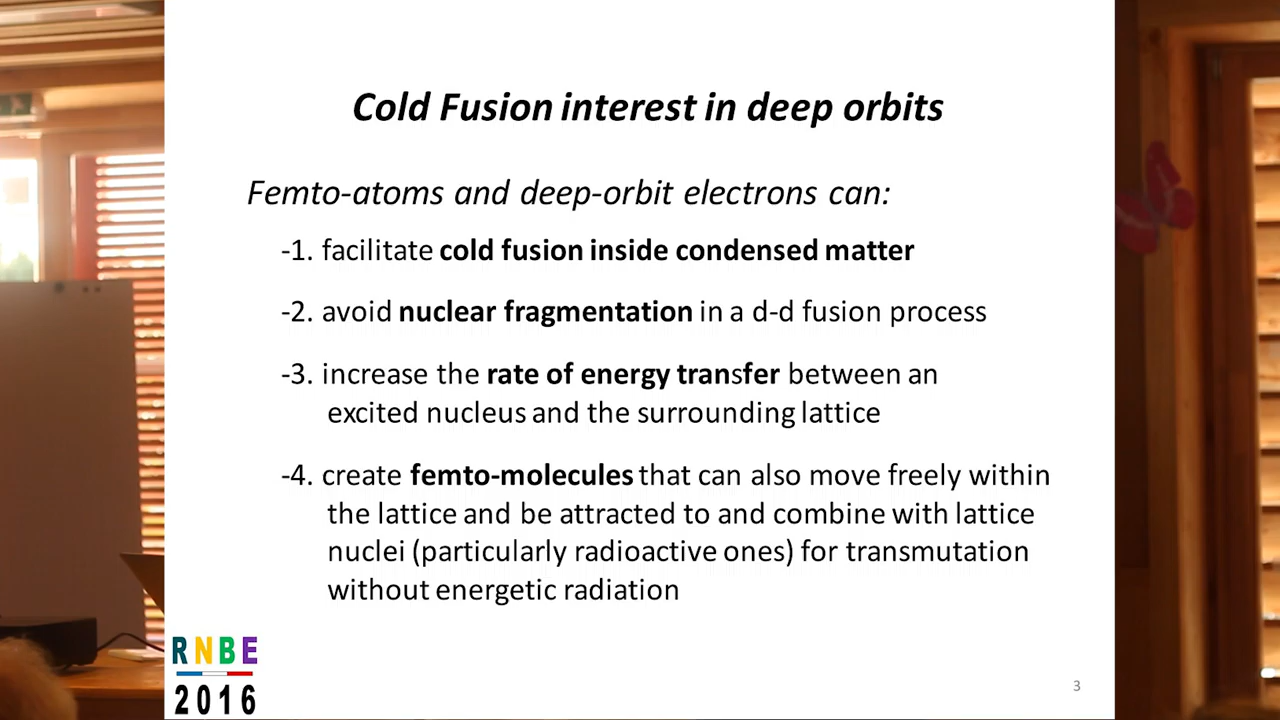 Cold Fusion interest in deep orbits
Femto-atoms and deep-orbit electrons can:
-1. facilitate cold fusion inside condensed matter
-2. avoid nuclear fragmentation in a d-d fusion process
-3. increase the rate of energy transfer between an
excited nucleus and the surrounding lattice
-4. create femto-molecules that can also move freely within
the lattice and be attracted to and combine with lattice
nuclei (particularly radioactive ones) for transmutation
without energetic radiation
RNBE
2016
3